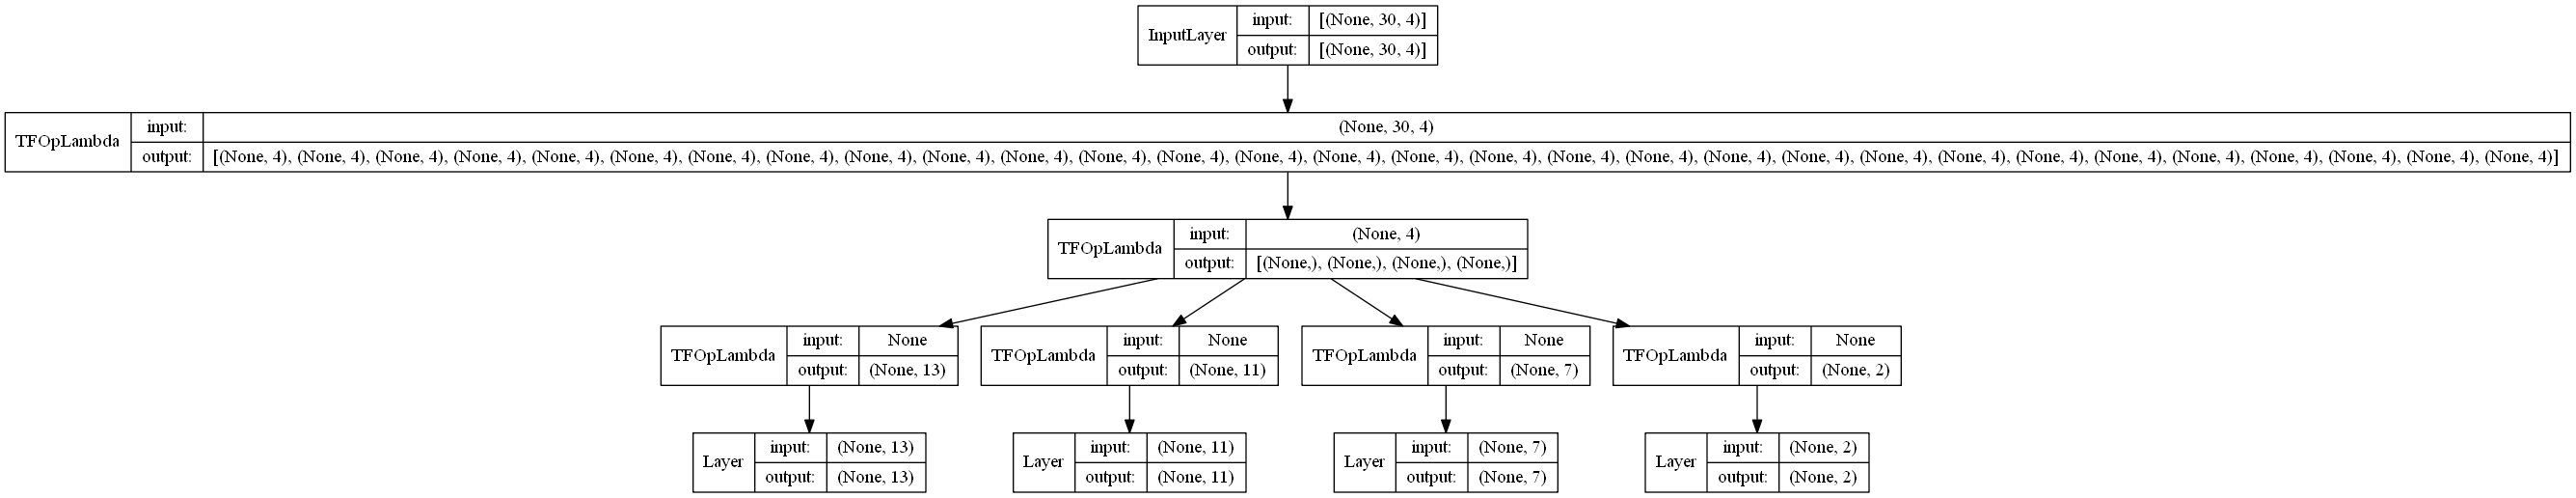 InputLayer
input: [(None, 30, 4)]
output: [(None, 30, 4)]
TFOpLambda
input: (None, 30, 4)
output: [(None, 4), (None, 4), (None, 4), (None, 4), (None, 4), (None, 4), (None, 4), (None, 4), (None, 4), (None, 4), (None, 4), (None, 4), (None, 4), (None, 4), (None, 4), (None, 4), (None, 4), (None, 4), (None, 4), (None, 4), (None, 4), (None, 4), (None, 4), (None, 4), (None, 4), (None, 4), (None, 4), (None, 4), (None, 4), (None, 4)]
TFOpLambda
input: (None, 4)
output: [(None,), (None,), (None,), (None,)]
TFOpLambda
input: None
output: (None, 13)
TFOpLambda
input: None
output: (None, 11)
TFOpLambda
input: None
output: (None, 7)
TFOpLambda
input: None
output: (None, 2)
Layer
input: (None, 13)
output: (None, 13)
Layer
input: (None, 11)
output: (None, 11)
Layer
input: (None, 7)
output: (None, 7)
Layer
input: (None, 2)
output: (None, 2)